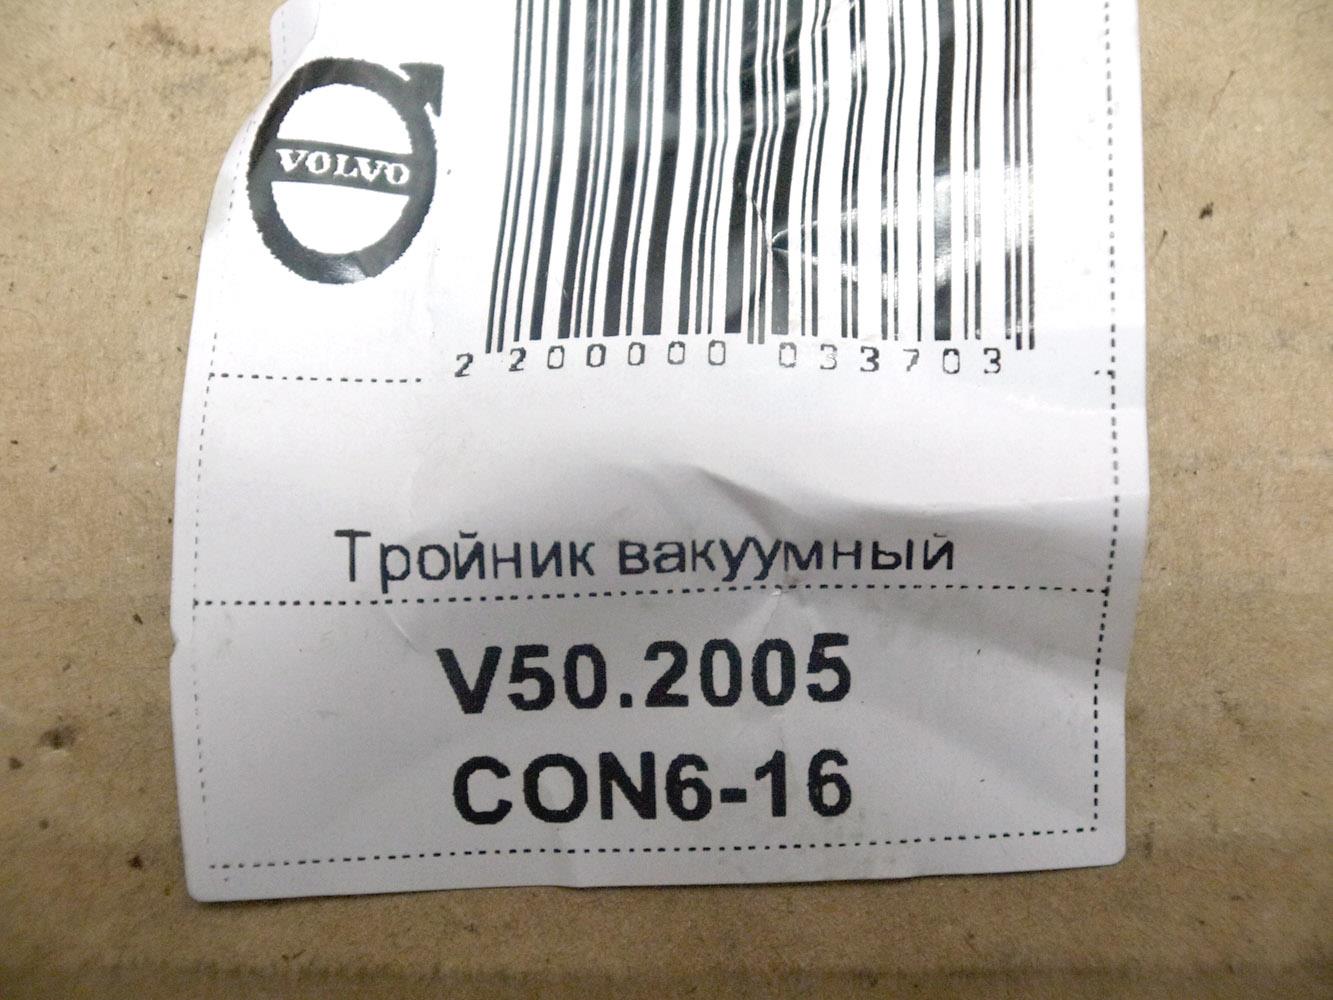 VOLVO
2 200000 033703
Тройник вакуумный
V50.2005
CON6-16